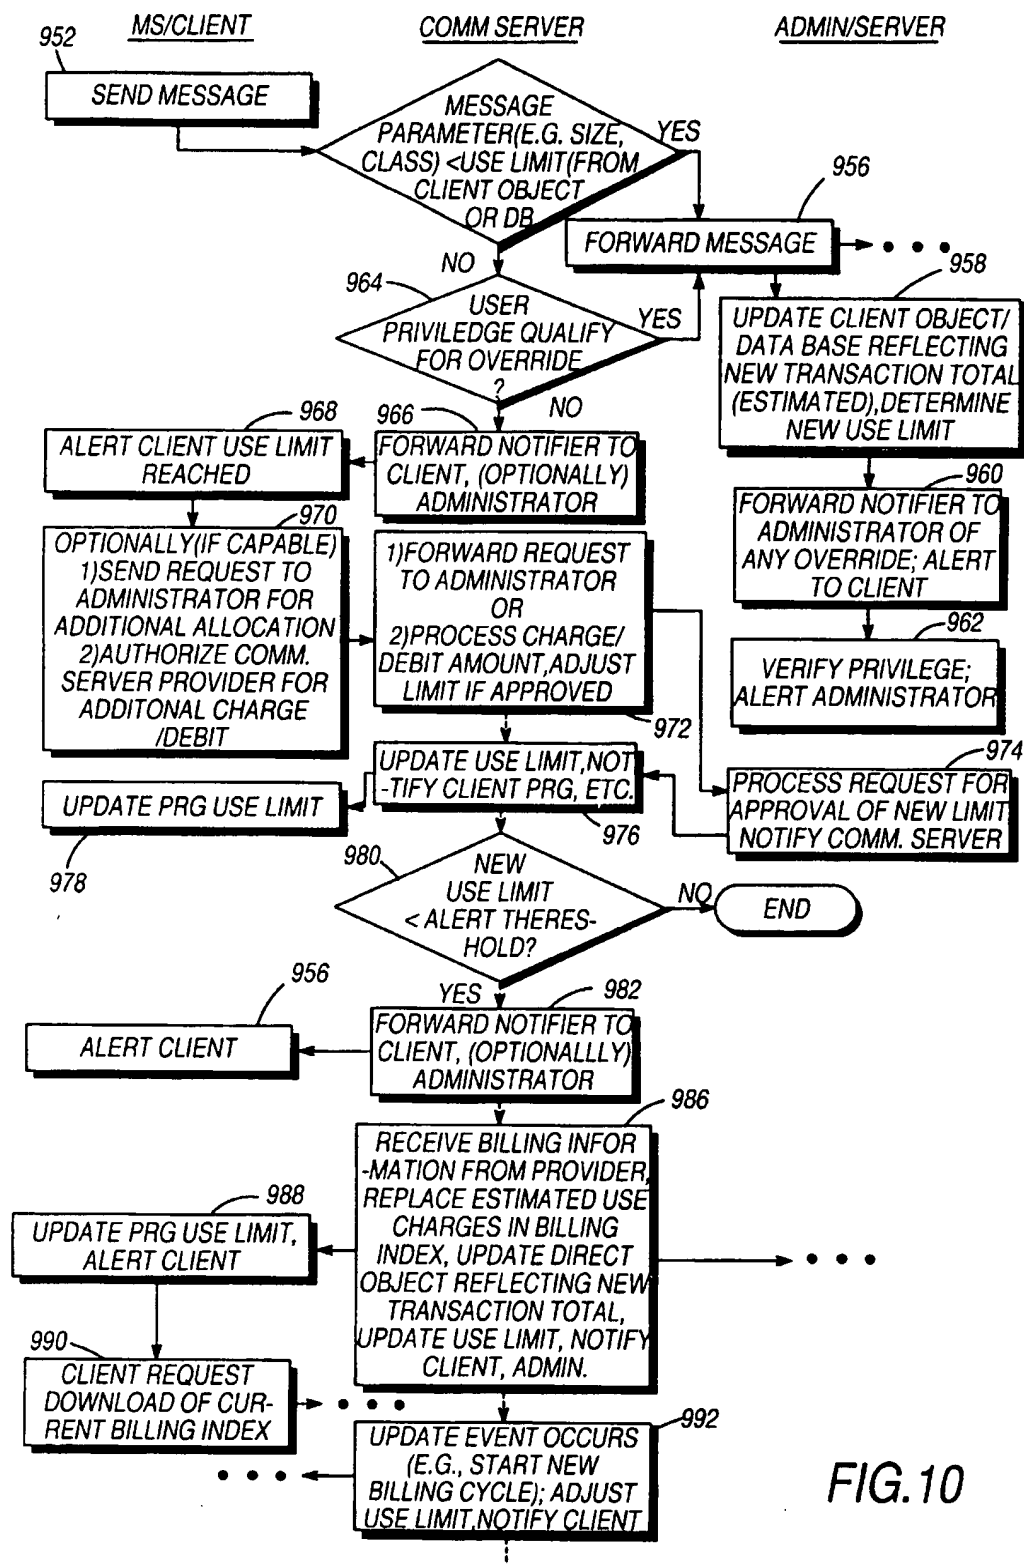 MS/CLIENT
COMM SERVER
ADMIN/SERVER
952
SEND MESSAGE
MESSAGE
PARAMETER(E.G. SIZE,
CLASS) <USE LIMIT(FROM
CLIENT OBJECT
OR DB
YES
NO
956
FORWARD MESSAGE
• • •
964
USER
PRIVILEDGE QUALIFY
FOR OVERRIDE
?
YES
NO
958
UPDATE CLIENT OBJECT/
DATA BASE REFLECTING
NEW TRANSACTION TOTAL
(ESTIMATED),DETERMINE
NEW USE LIMIT
968
ALERT CLIENT USE LIMIT
REACHED
966
FORWARD NOTIFIER TO
CLIENT, (OPTIONALLY)
ADMINISTRATOR
960
FORWARD NOTIFIER TO
ADMINISTRATOR OF
ANY OVERRIDE; ALERT
TO CLIENT
970
OPTIONALLY(IF CAPABLE)
1)SEND REQUEST TO
ADMINISTRATOR FOR
ADDITIONAL ALLOCATION
2)AUTHORIZE COMM.
SERVER PROVIDER FOR
ADDITONAL CHARGE
/DEBIT
1)FORWARD REQUEST
TO ADMINISTRATOR
OR
2)PROCESS CHARGE/
DEBIT AMOUNT,ADJUST
LIMIT IF APPROVED
972
962
VERIFY PRIVILEGE;
ALERT ADMINISTRATOR
974
PROCESS REQUEST FOR
APPROVAL OF NEW LIMIT
NOTIFY COMM. SERVER
UPDATE USE LIMIT,NOT
-TIFY CLIENT PRG, ETC.
976
UPDATE PRG USE LIMIT
978
980
NEW
USE LIMIT
< ALERT THERES-
HOLD?
NO
END
YES
956
ALERT CLIENT
982
FORWARD NOTIFIER TO
CLIENT, (OPTIONALLLY)
ADMINISTRATOR
986
RECEIVE BILLING INFOR
-MATION FROM PROVIDER,
REPLACE ESTIMATED USE
CHARGES IN BILLING
INDEX, UPDATE DIRECT
OBJECT REFLECTING NEW
TRANSACTION TOTAL,
UPDATE USE LIMIT, NOTIFY
CLIENT, ADMIN.
• • •
988
UPDATE PRG USE LIMIT,
ALERT CLIENT
990
CLIENT REQUEST
DOWNLOAD OF CUR-
RENT BILLING INDEX
• • •
992
UPDATE EVENT OCCURS
(E.G., START NEW
BILLING CYCLE); ADJUST
USE LIMIT,NOTIFY CLIENT
• • •
FIG.10